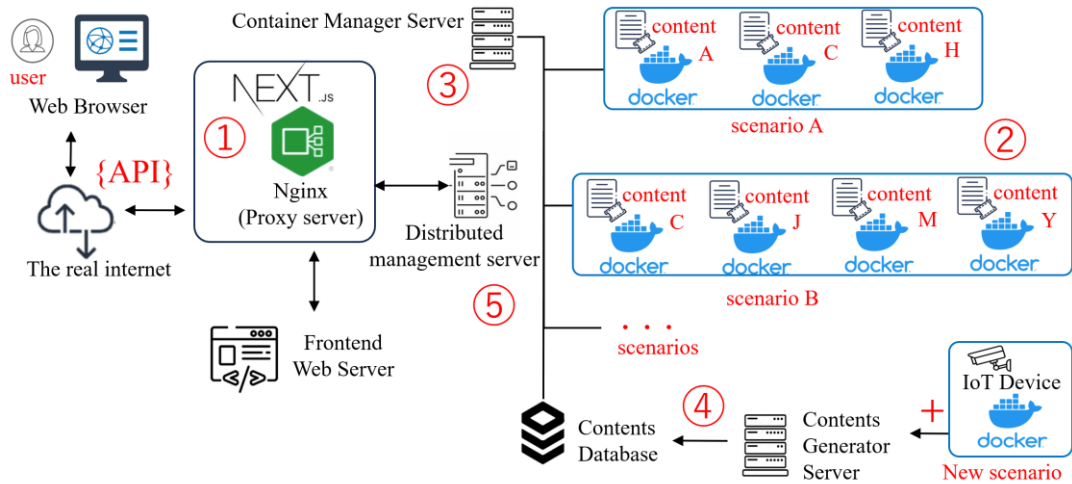 Container Manager Server
user
Web Browser
{API}
The real internet
NEXT
.JS
①
Nginx
(Proxy server)
③
Distributed
management server
⑤
Frontend
Web Server
content
A
docker
content
C
docker
content
H
docker
scenario A
②
content
C
docker
content
J
docker
content
M
docker
content
Y
docker
scenario B
. . .
scenarios
Contents
Database
④
Contents
Generator
Server
+
IoT Device
docker
New scenario